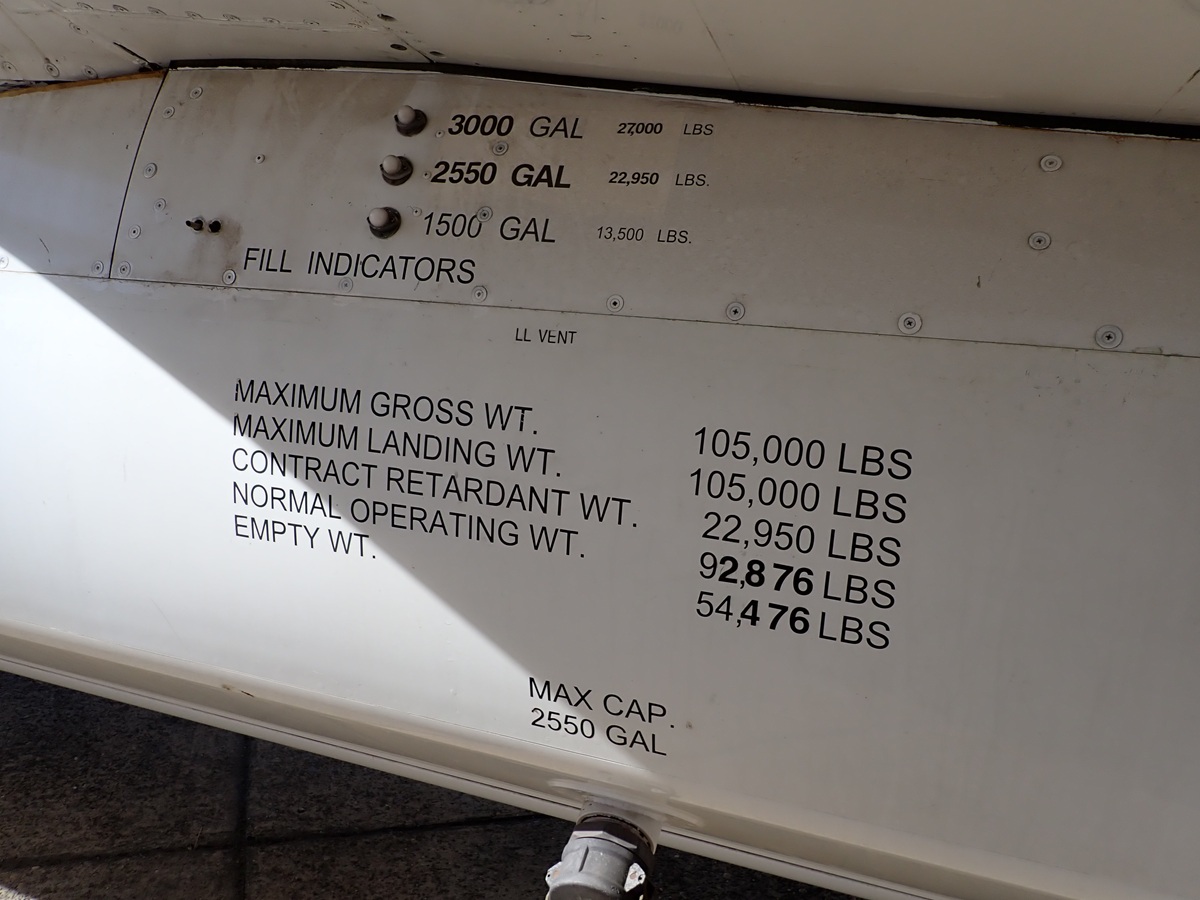 3000 GAL 27,000 LBS
2550 GAL 22,950 LBS.
1500 GAL 13,500 LBS.
FILL INDICATORS
LL VENT
MAXIMUM GROSS WT. 105,000 LBS
MAXIMUM LANDING WT. 105,000 LBS
CONTRACT RETARDANT WT. 22,950 LBS
NORMAL OPERATING WT. 92,876 LBS
EMPTY WT. 54,476 LBS
MAX CAP.
2550 GAL